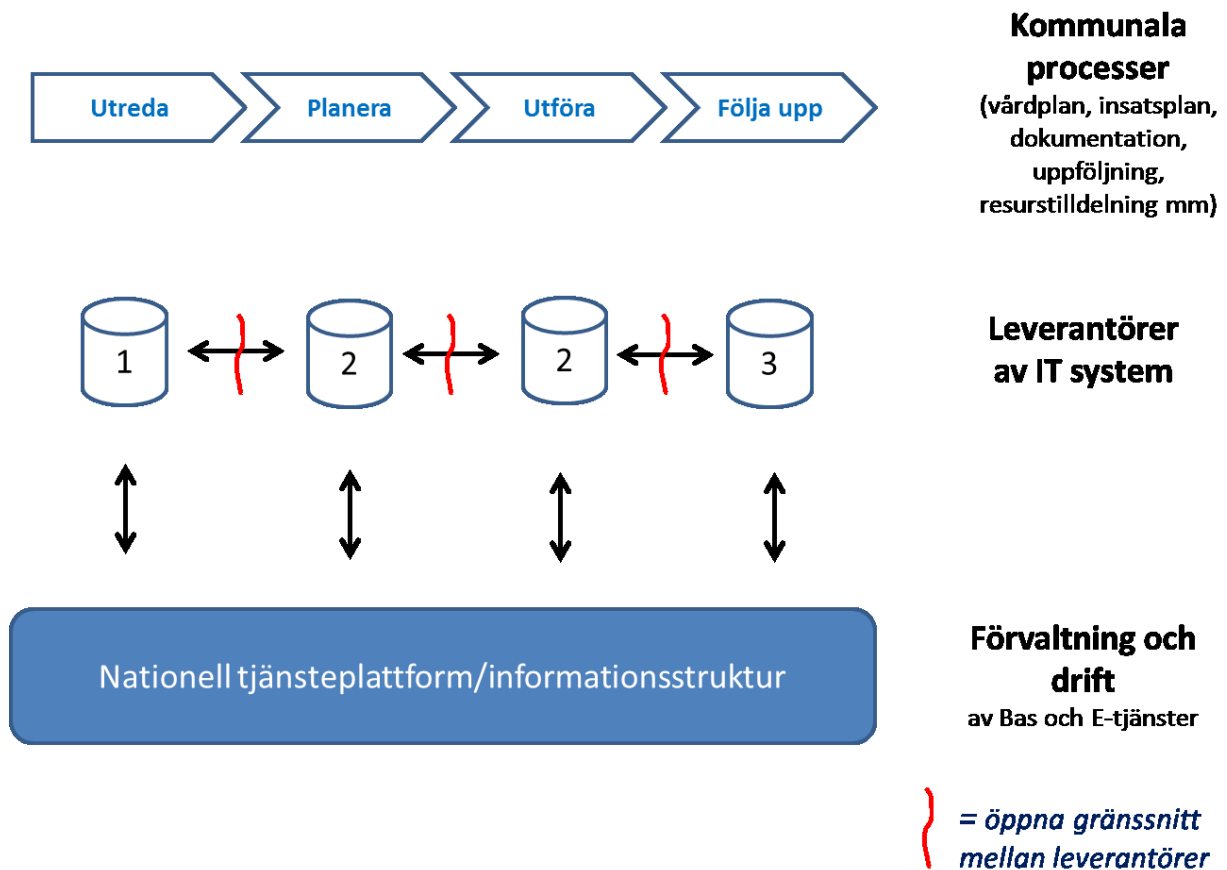 Kommunala
processer
(vårdplan, insatsplan,
dokumentation,
uppföljning,
resurstilldelning mm)
Utreda
Planera
Utföra
Följa upp
1
2
2
3
Leverantörer
av IT system
Nationell tjänsteplattform/informationsstruktur
Förvaltning och
drift
av Bas och E-tjänster
= öppna gränssnitt
mellan leverantörer